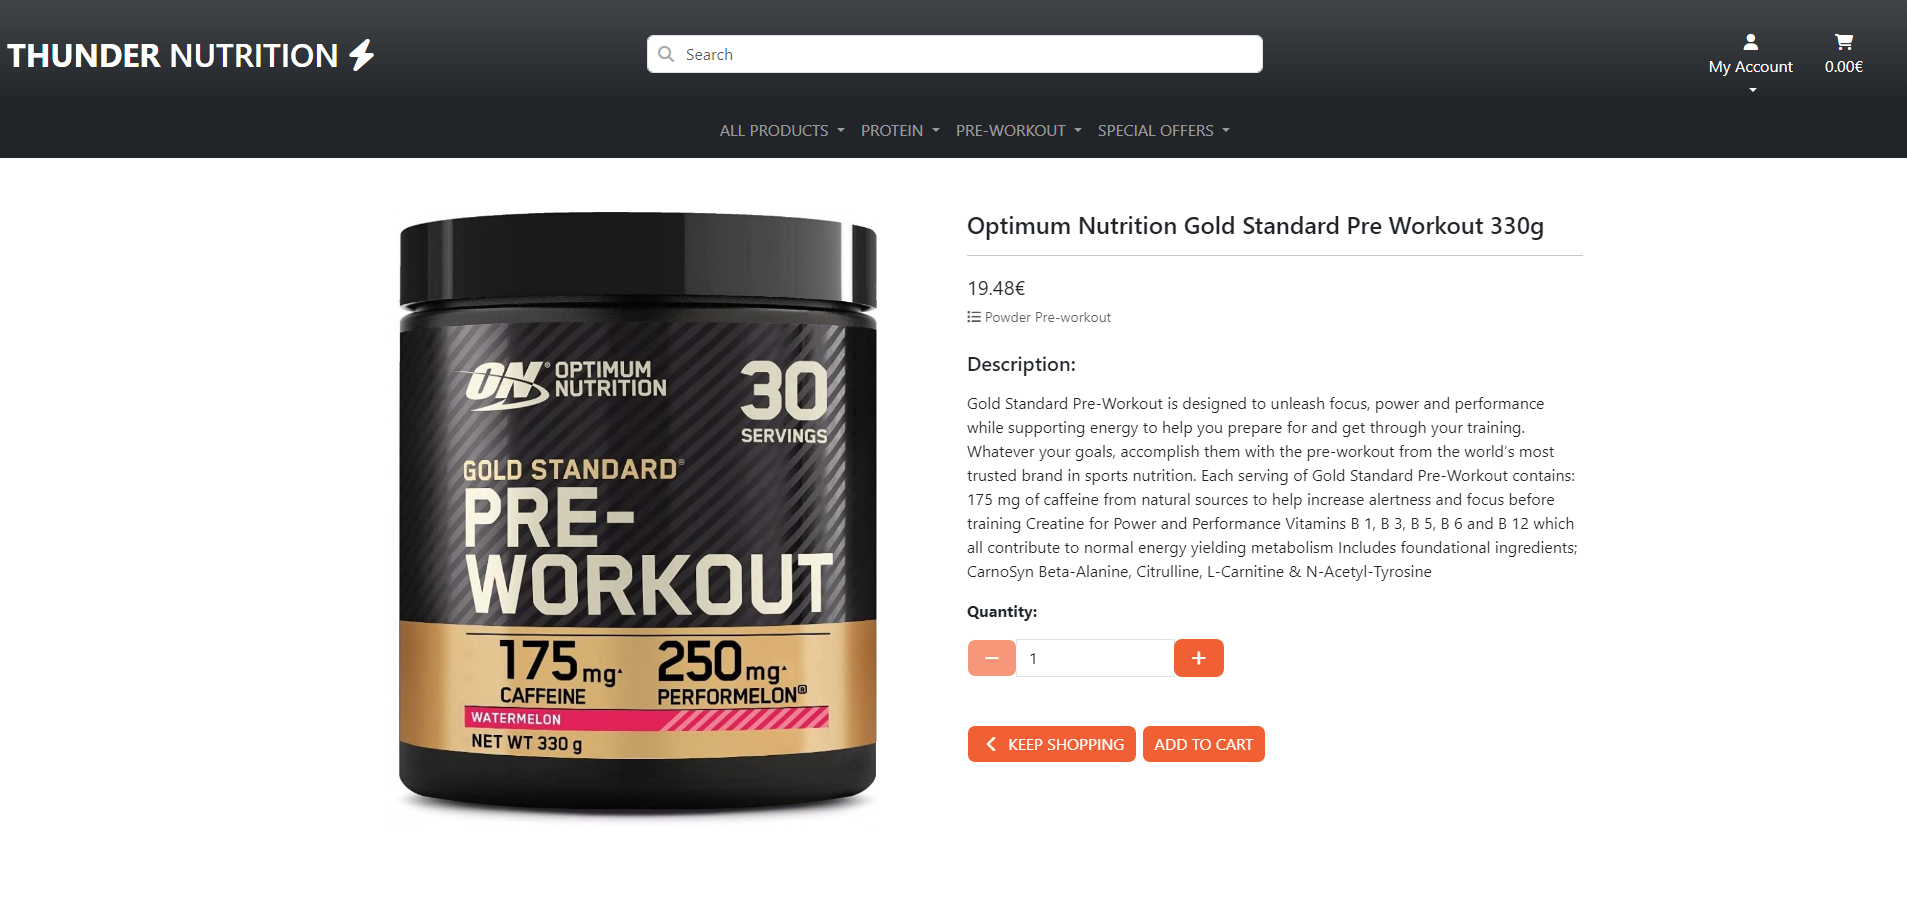 THUNDER NUTRITION
Search
My Account
0.00€
ALL PRODUCTS
PROTEIN
PRE-WORKOUT
SPECIAL OFFERS
ON® OPTIMUM
NUTRITION
30
SERVINGS
GOLD STANDARD®
PRE-
WORKOUT
175 mg▲
CAFFEINE
250 mg▲
PERFORMELON®
WATERMELON
NET WT 330 g
Optimum Nutrition Gold Standard Pre Workout 330g
19.48€
Powder Pre-workout
Description:
Gold Standard Pre-Workout is designed to unleash focus, power and performance
while supporting energy to help you prepare for and get through your training.
Whatever your goals, accomplish them with the pre-workout from the world's most
trusted brand in sports nutrition. Each serving of Gold Standard Pre-Workout contains:
175 mg of caffeine from natural sources to help increase alertness and focus before
training Creatine for Power and Performance Vitamins B 1, B 3, B 5, B 6 and B 12 which
all contribute to normal energy yielding metabolism Includes foundational ingredients;
CarnoSyn Beta-Alanine, Citrulline, L-Carnitine & N-Acetyl-Tyrosine
Quantity:
1
KEEP SHOPPING
ADD TO CART